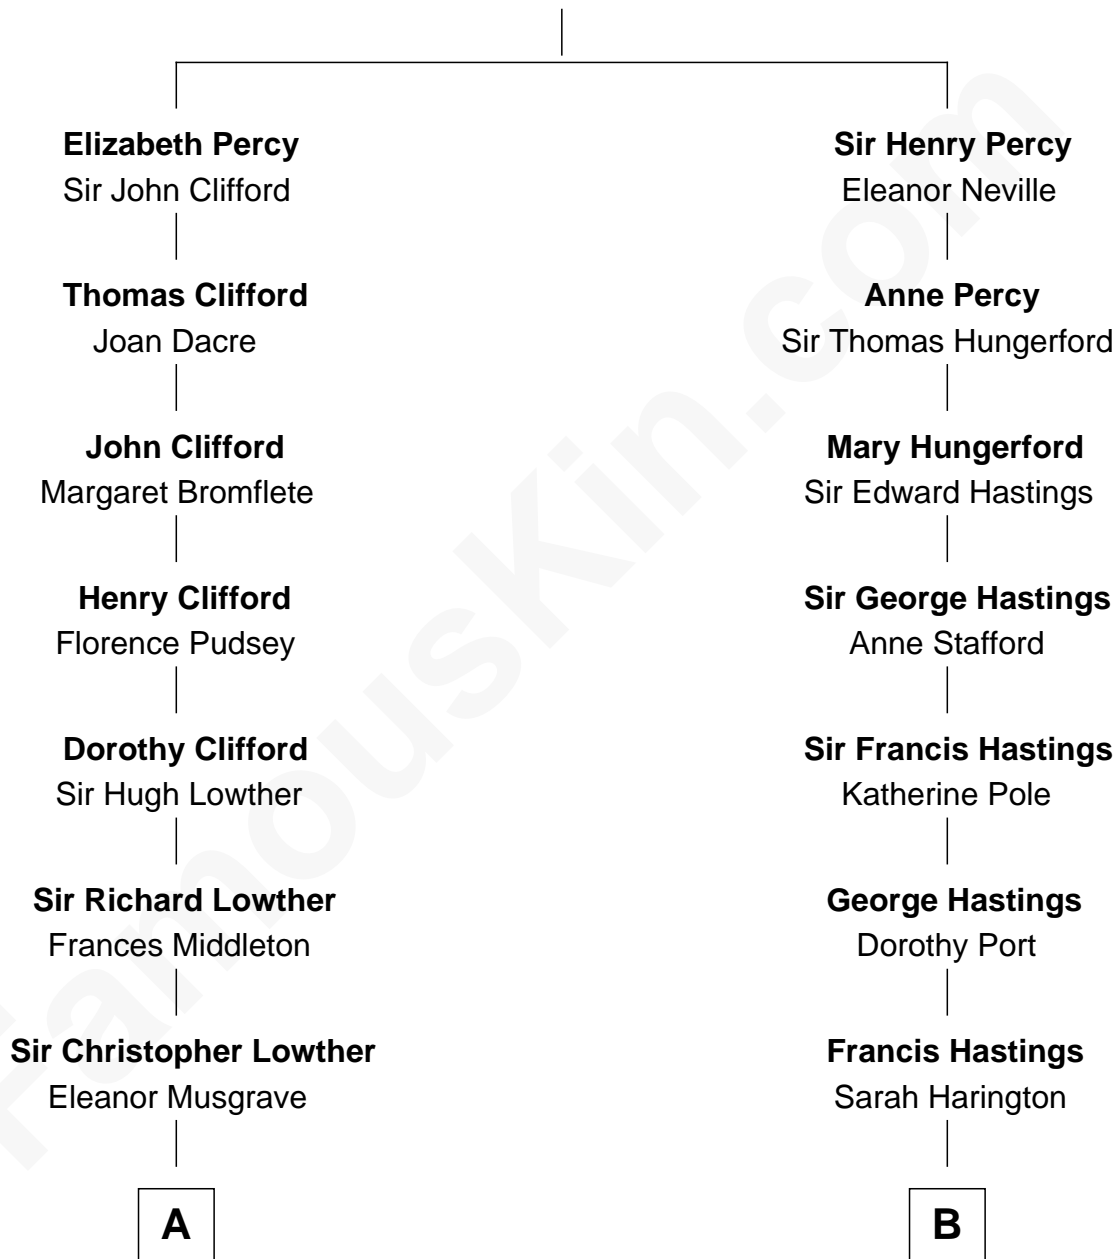 Elizabeth Percy
Sir John Clifford
Thomas Clifford
Joan Dacre
John Clifford
Margaret Bromflete
Henry Clifford
Florence Pudsey
Dorothy Clifford
Sir Hugh Lowther
Sir Richard Lowther
Frances Middleton
Sir Christopher Lowther
Eleanor Musgrave
A
Sir Henry Percy
Eleanor Neville
Anne Percy
Sir Thomas Hungerford
Mary Hungerford
Sir Edward Hastings
Sir George Hastings
Anne Stafford
Sir Francis Hastings
Katherine Pole
George Hastings
Dorothy Port
Francis Hastings
Sarah Harington
B
FamousKin.com